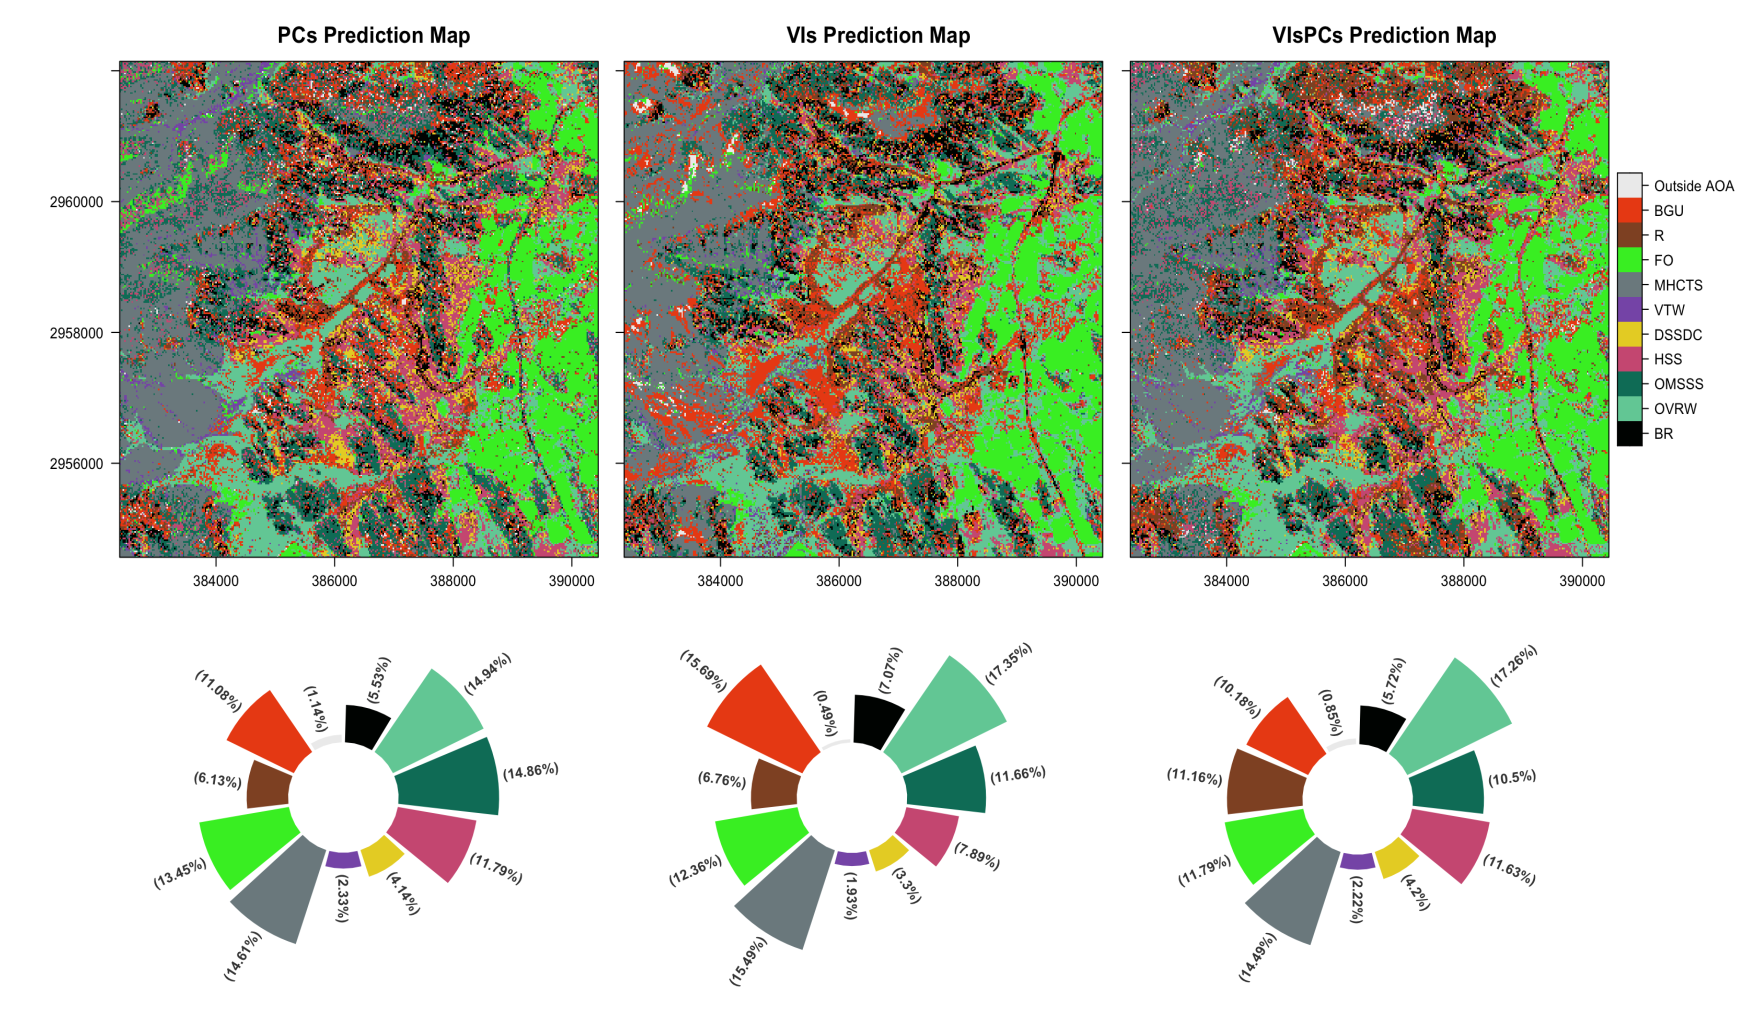 PCs Prediction Map
VIs Prediction Map
VIsPCs Prediction Map
2960000
2958000
2956000
384000 386000 388000 390000
384000 386000 388000 390000
384000 386000 388000 390000
Outside AOA
BGU
R
FO
MHCTS
VTW
DSSDC
HSS
OMSSS
OVRW
BR
(1.14%)
(5.53%)
(14.94%)
(14.86%)
(11.79%)
(4.14%)
(2.33%)
(14.61%)
(13.45%)
(6.13%)
(11.08%)
(0.49%)
(7.07%)
(17.35%)
(11.66%)
(7.89%)
(3.3%)
(1.93%)
(15.49%)
(12.36%)
(6.76%)
(15.69%)
(0.85%)
(5.72%)
(17.26%)
(10.5%)
(11.63%)
(4.2%)
(2.22%)
(14.49%)
(11.79%)
(11.16%)
(10.18%)